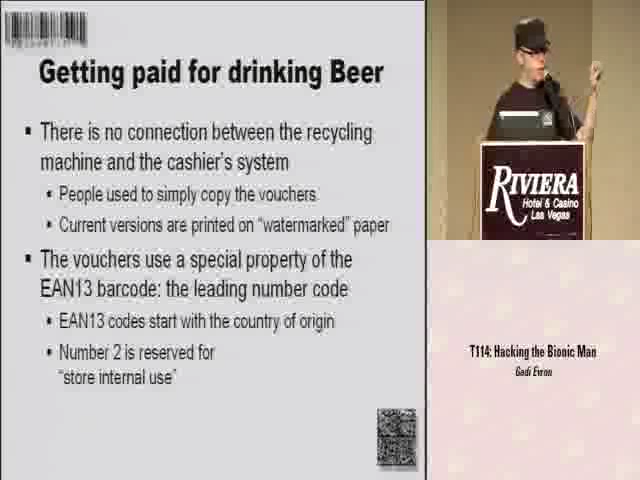 Getting paid for drinking Beer
There is no connection between the recycling
machine and the cashier's system
People used to simply copy the vouchers
Current versions are printed on "watermarked" paper
The vouchers use a special property of the
EAN13 barcode: the leading number code
EAN13 codes start with the country of origin
Number 2 is reserved for
"store internal use"
RIVIERA
Hotel & Casino
Las Vegas
T114: Hacking the Bionic Man
Gadi Evron